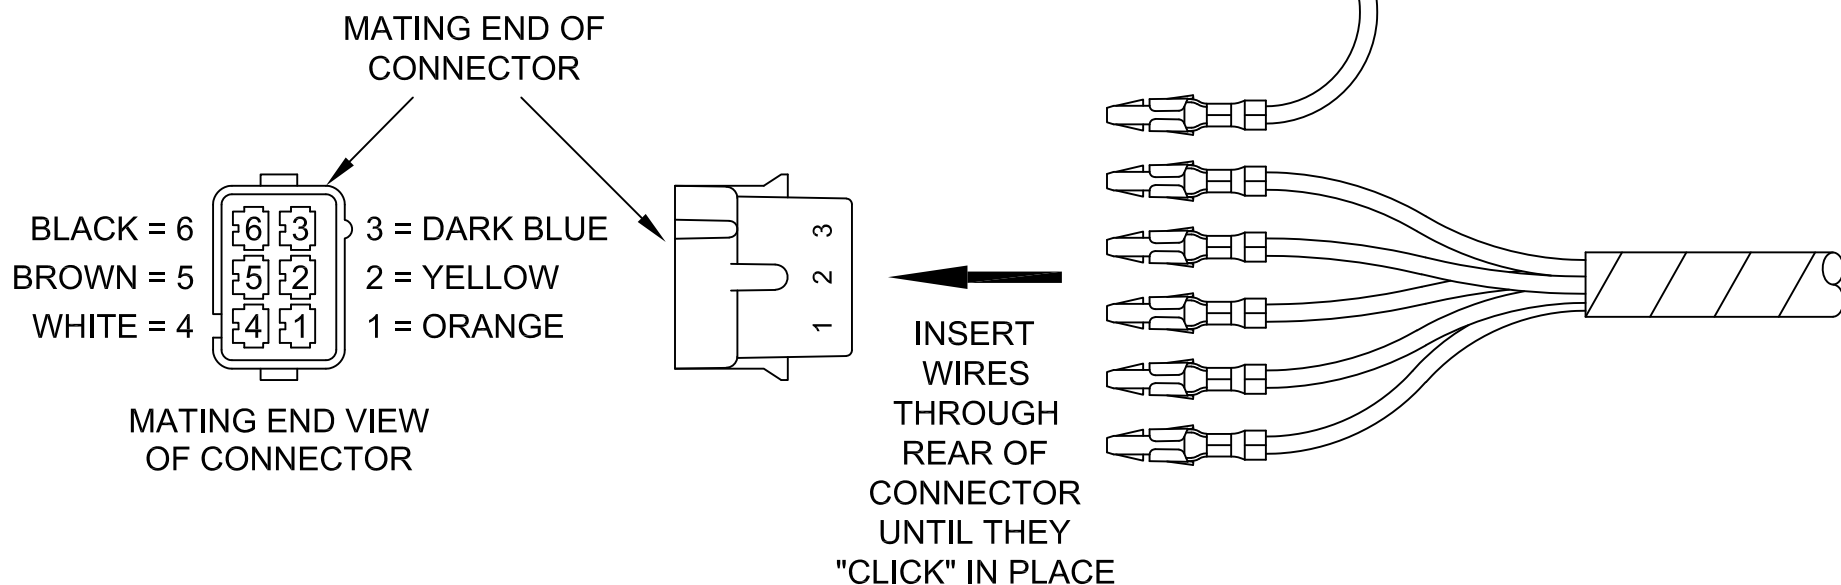 MATING END OF
CONNECTOR
BLACK = 6
6 3
3 = DARK BLUE
BROWN = 5
5 2
2 = YELLOW
WHITE = 4
4 1
1 = ORANGE
3
2
1
MATING END VIEW
OF CONNECTOR
INSERT
WIRES
THROUGH
REAR OF
CONNECTOR
UNTIL THEY
"CLICK" IN PLACE